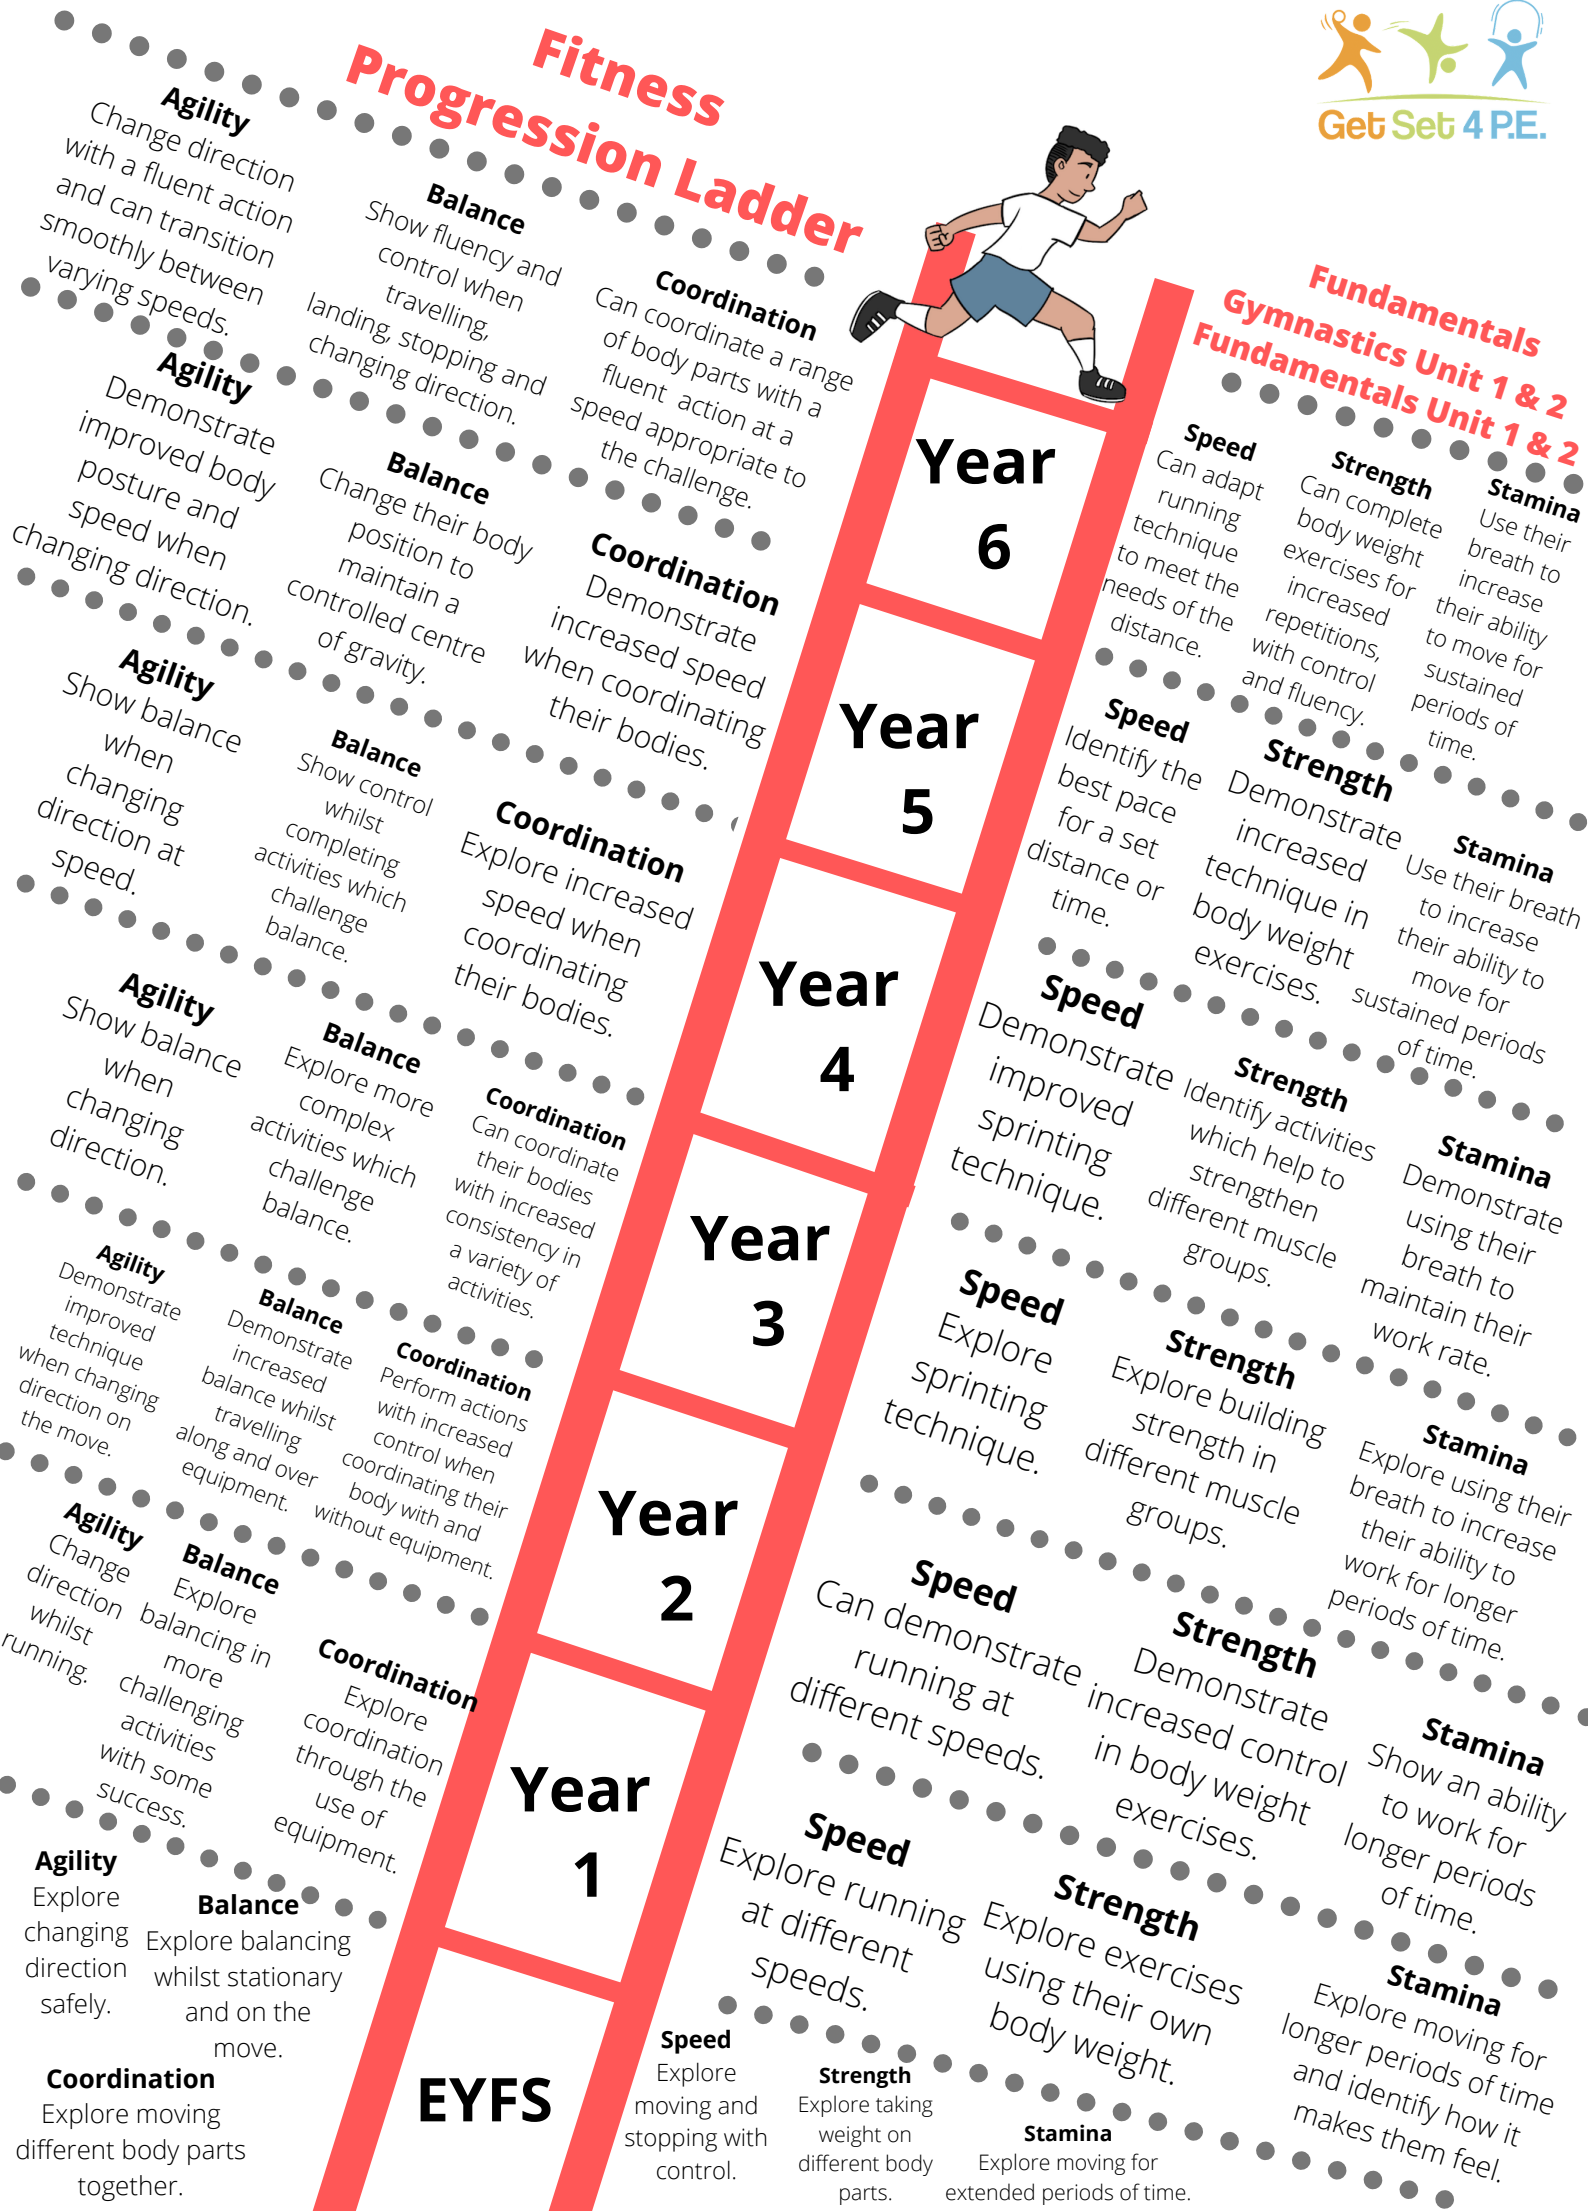 Fitness
Progression Ladder
Get Set 4 P.E.
Fundamentals
Gymnastics Unit 1 & 2
Fundamentals Unit 1 & 2
Agility
Change direction
with a fluent action
and can transition
smoothly between
varying speeds.
Balance
Show fluency and
control when
travelling,
landing, stopping and
changing direction.
Coordination
Can coordinate a range
of body parts with a
fluent action at a
speed appropriate to
the challenge.
Year
6
Speed
Can adapt
running
technique
to meet the
needs of the
distance.
Strength
Can complete
body weight
exercises for
increased
repetitions,
with control
and fluency.
Stamina
Use their
breath to
increase
their ability
to move for
sustained
periods of
time.
Agility
Demonstrate
improved body
posture and
speed when
changing direction.
Balance
Change their body
position to
maintain a
controlled centre
of gravity.
Coordination
Demonstrate
increased speed
when coordinating
their bodies.
Year
5
Speed
Identify the
best pace
for a set
distance or
time.
Strength
Demonstrate
increased
technique in
body weight
exercises.
Stamina
Use their breath
to increase
their ability to
move for
sustained periods
of time.
Agility
Show balance
when
changing
direction at
speed.
Balance
Show control
whilst
completing
activities which
challenge
balance.
Coordination
Explore increased
speed when
coordinating
their bodies.
Year
4
Speed
Demonstrate
improved
sprinting
technique.
Strength
Identify activities
which help to
strengthen
different muscle
groups.
Stamina
Demonstrate
using their
breath to
maintain their
work rate.
Agility
Show balance
when
changing
direction.
Balance
Explore more
complex
activities which
challenge
balance.
Coordination
Can coordinate
their bodies
with increased
consistency in
a variety of
activities.
Year
3
Speed
Explore
sprinting
technique.
Strength
Explore building
strength in
different muscle
groups.
Stamina
Explore using their
breath to increase
their ability to
work for longer
periods of time.
Agility
Demonstrate
improved
technique
when changing
direction on
the move.
Balance
Demonstrate
increased
balance whilst
travelling
along and over
equipment.
Coordination
Perform actions
with increased
control when
coordinating their
body with and
without equipment.
Year
2
Speed
Can demonstrate
running at
different speeds.
Strength
Demonstrate
increased control
in body weight
exercises.
Stamina
Show an ability
to work for
longer periods
of time.
Agility
Change
direction
whilst
running.
Balance
Explore
balancing in
more
challenging
activities
with some
success.
Coordination
Explore
coordination
through the
use of
equipment.
Year
1
Speed
Explore running
at different
speeds.
Strength
Explore exercises
using their own
body weight.
Stamina
Explore moving for
longer periods of time
and identify how it
makes them feel.
Agility
Explore
changing
direction
safely.
Balance
Explore balancing
whilst stationary
and on the
move.
Coordination
Explore moving
different body parts
together.
EYFS
Speed
Explore
moving and
stopping with
control.
Strength
Explore taking
weight on
different body
parts.
Stamina
Explore moving for
extended periods of time.